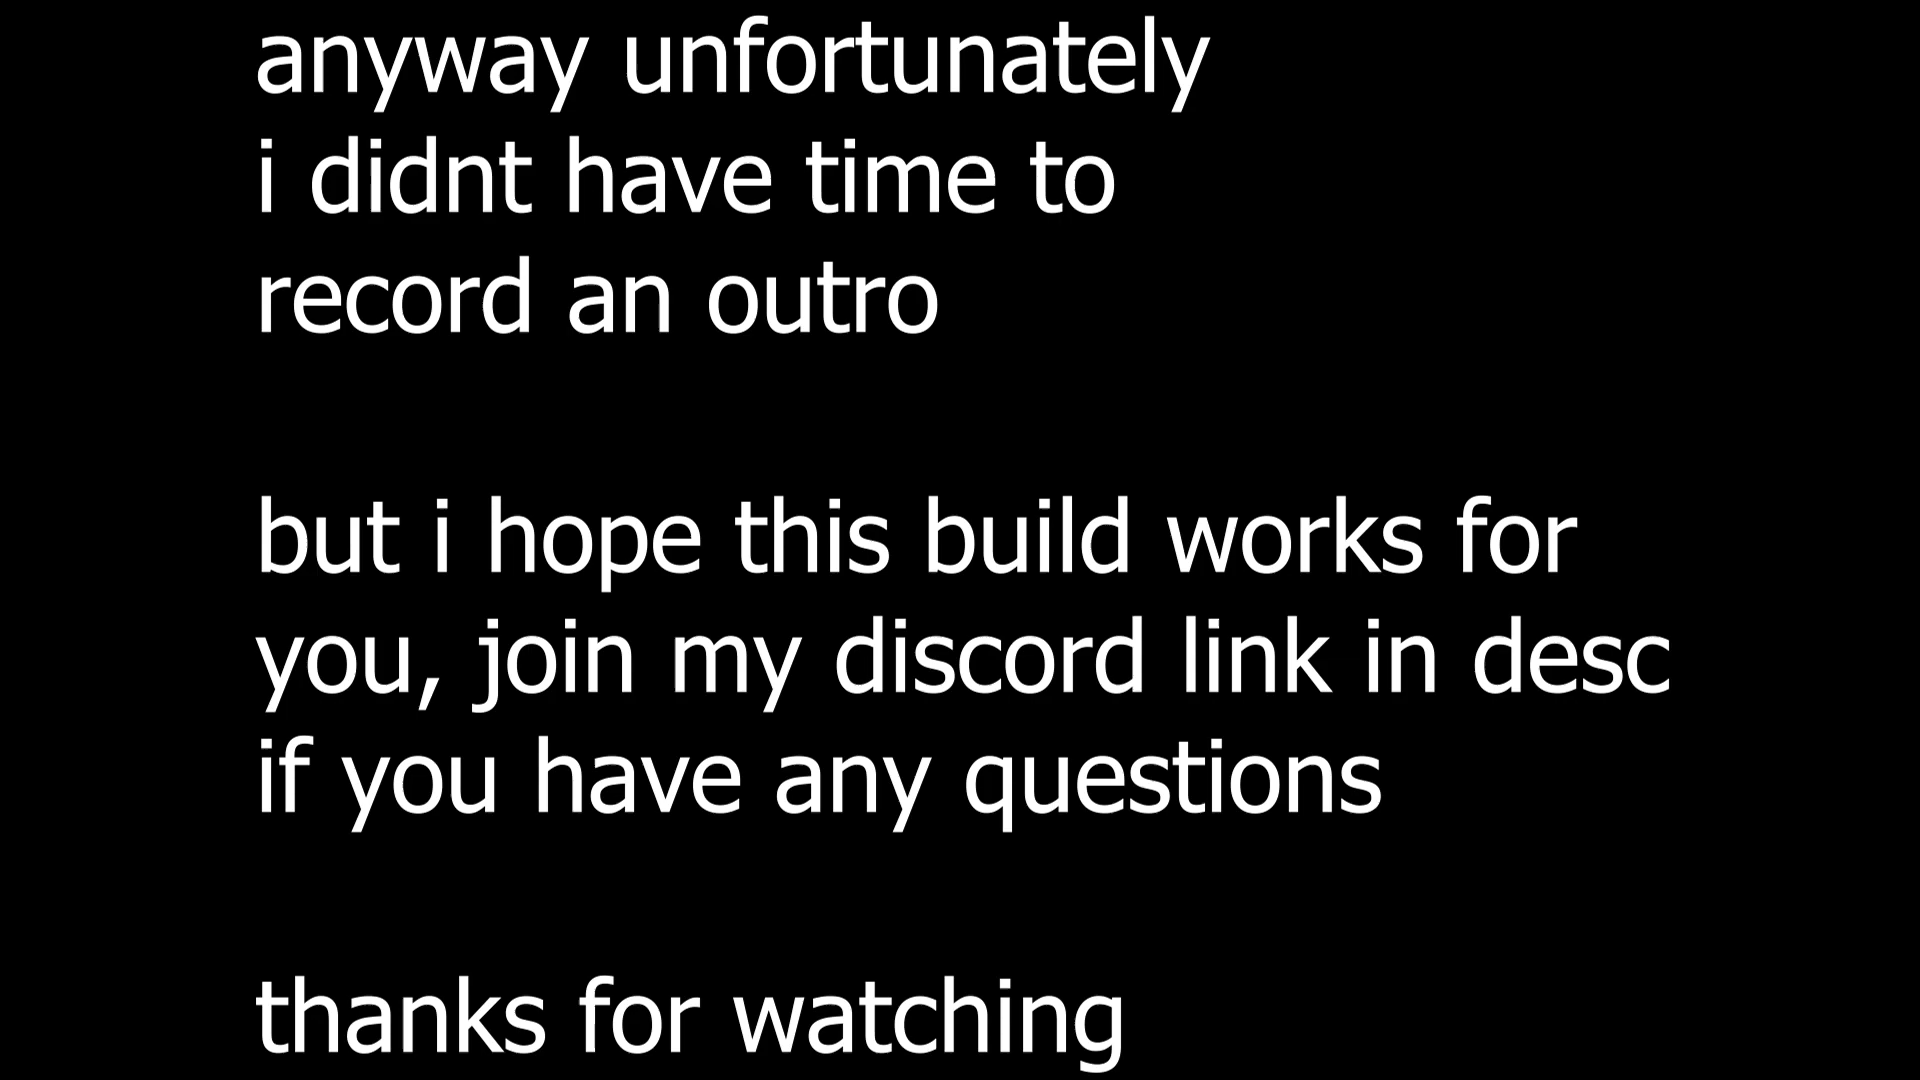 anyway unfortunately
i didnt have time to
record an outro
but i hope this build works for
you, join my discord link in desc
if you have any questions
thanks for watching